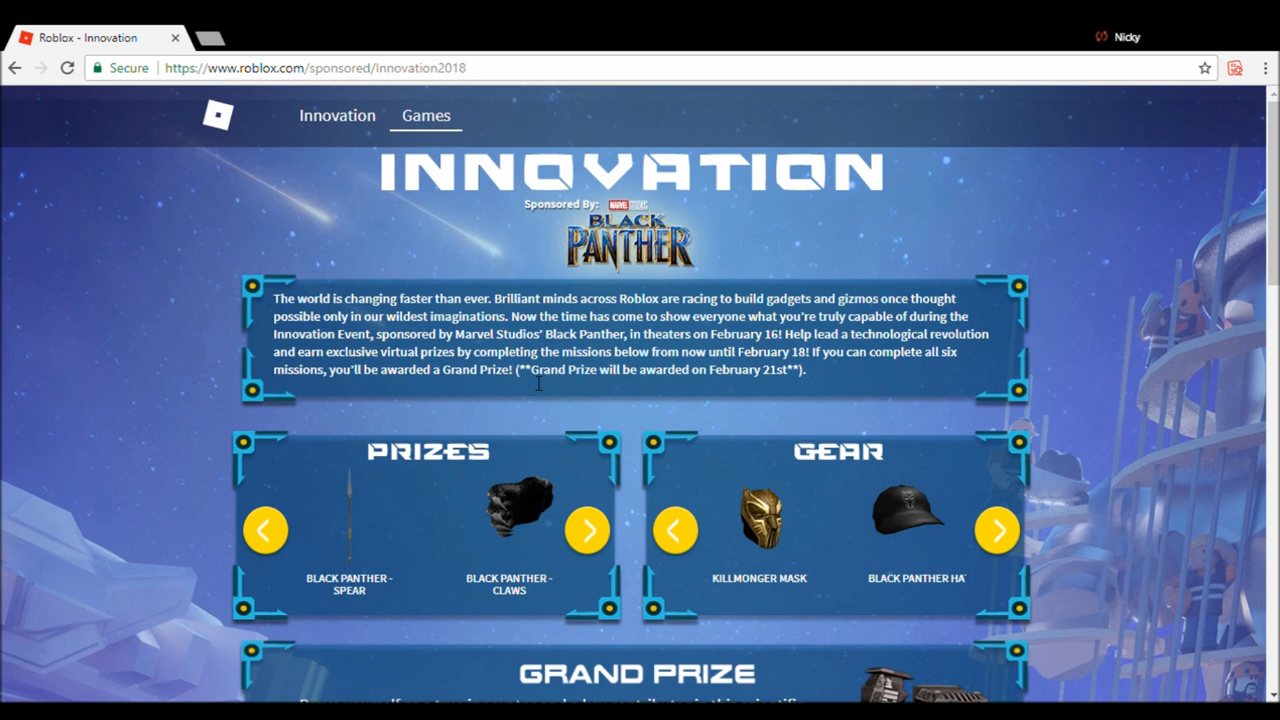 Roblox - Innovation
Nicky
Secure
https://www.roblox.com/sponsored/Innovation2018
Innovation
Games
INNOVATION
Sponsored By: MARVEL STUDIOS
BLACK
PANTHER
The world is changing faster than ever. Brilliant minds across Roblox are racing to build gadgets and gizmos once thought
possible only in our wildest imaginations. Now the time has come to show everyone what you're truly capable of during the
Innovation Event, sponsored by Marvel Studios' Black Panther, in theaters on February 16! Help lead a technological revolution
and earn exclusive virtual prizes by completing the missions below from now until February 18! If you can complete all six
missions, you'll be awarded a Grand Prize! (**Grand Prize will be awarded on February 21st**).
PRIZES
BLACK PANTHER -
SPEAR
BLACK PANTHER -
CLAWS
GEAR
KILLMONGER MASK
BLACK PANTHER HA
GRAND PRIZE